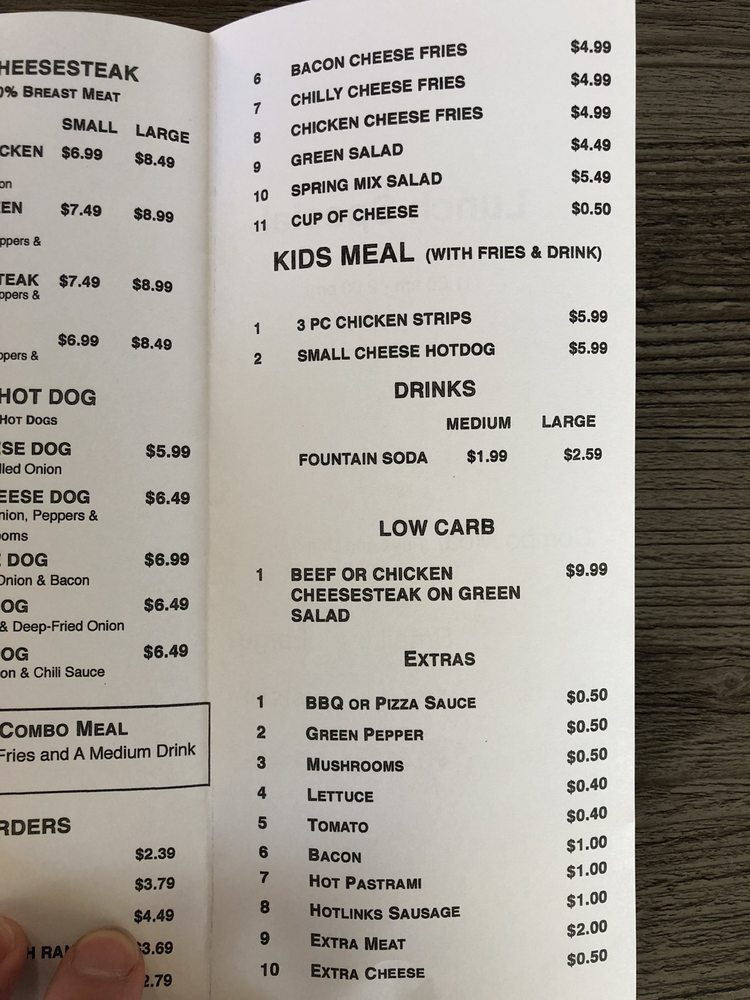 HEESESTEAK
0% BREAST MEAT
SMALL LARGE
CKEN $6.99 $8.49
on
EN $7.49 $8.99
ppers &
TEAK $7.49 $8.99
ppers &
$6.99 $8.49
ppers &
HOT DOG
HOT DOGS
SE DOG $5.99
lled Onion
EESE DOG $6.49
nion, Peppers &
ooms
DOG $6.99
Onion & Bacon
OG $6.49
& Deep-Fried Onion
OG $6.49
on & Chili Sauce
COMBO MEAL
Fries and A Medium Drink
RDERS
$2.39
$3.79
$4.49
H RA $3.69
2.79
6 BACON CHEESE FRIES $4.99
7 CHILLY CHEESE FRIES $4.99
8 CHICKEN CHEESE FRIES $4.99
9 GREEN SALAD $4.49
10 SPRING MIX SALAD $5.49
11 CUP OF CHEESE $0.50
KIDS MEAL (WITH FRIES & DRINK)
1 3 PC CHICKEN STRIPS $5.99
2 SMALL CHEESE HOTDOG $5.99
DRINKS
MEDIUM LARGE
FOUNTAIN SODA $1.99 $2.59
LOW CARB
1 BEEF OR CHICKEN $9.99
CHEESESTEAK ON GREEN
SALAD
EXTRAS
1 BBQ OR PIZZA SAUCE $0.50
2 GREEN PEPPER $0.50
3 MUSHROOMS $0.50
4 LETTUCE $0.40
5 TOMATO $0.40
6 BACON $1.00
7 HOT PASTRAMI $1.00
8 HOTLINKS SAUSAGE $1.00
9 EXTRA MEAT $2.00
10 EXTRA CHEESE $0.50